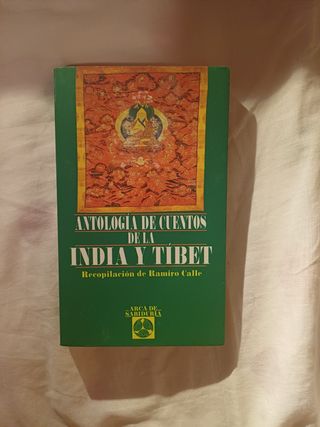 ANTOLOGÍA DE CUENTOS
DE LA
INDIA Y TÍBET
Recopilación de Ramiro Calle
ARCA DE
SABIDURÍA